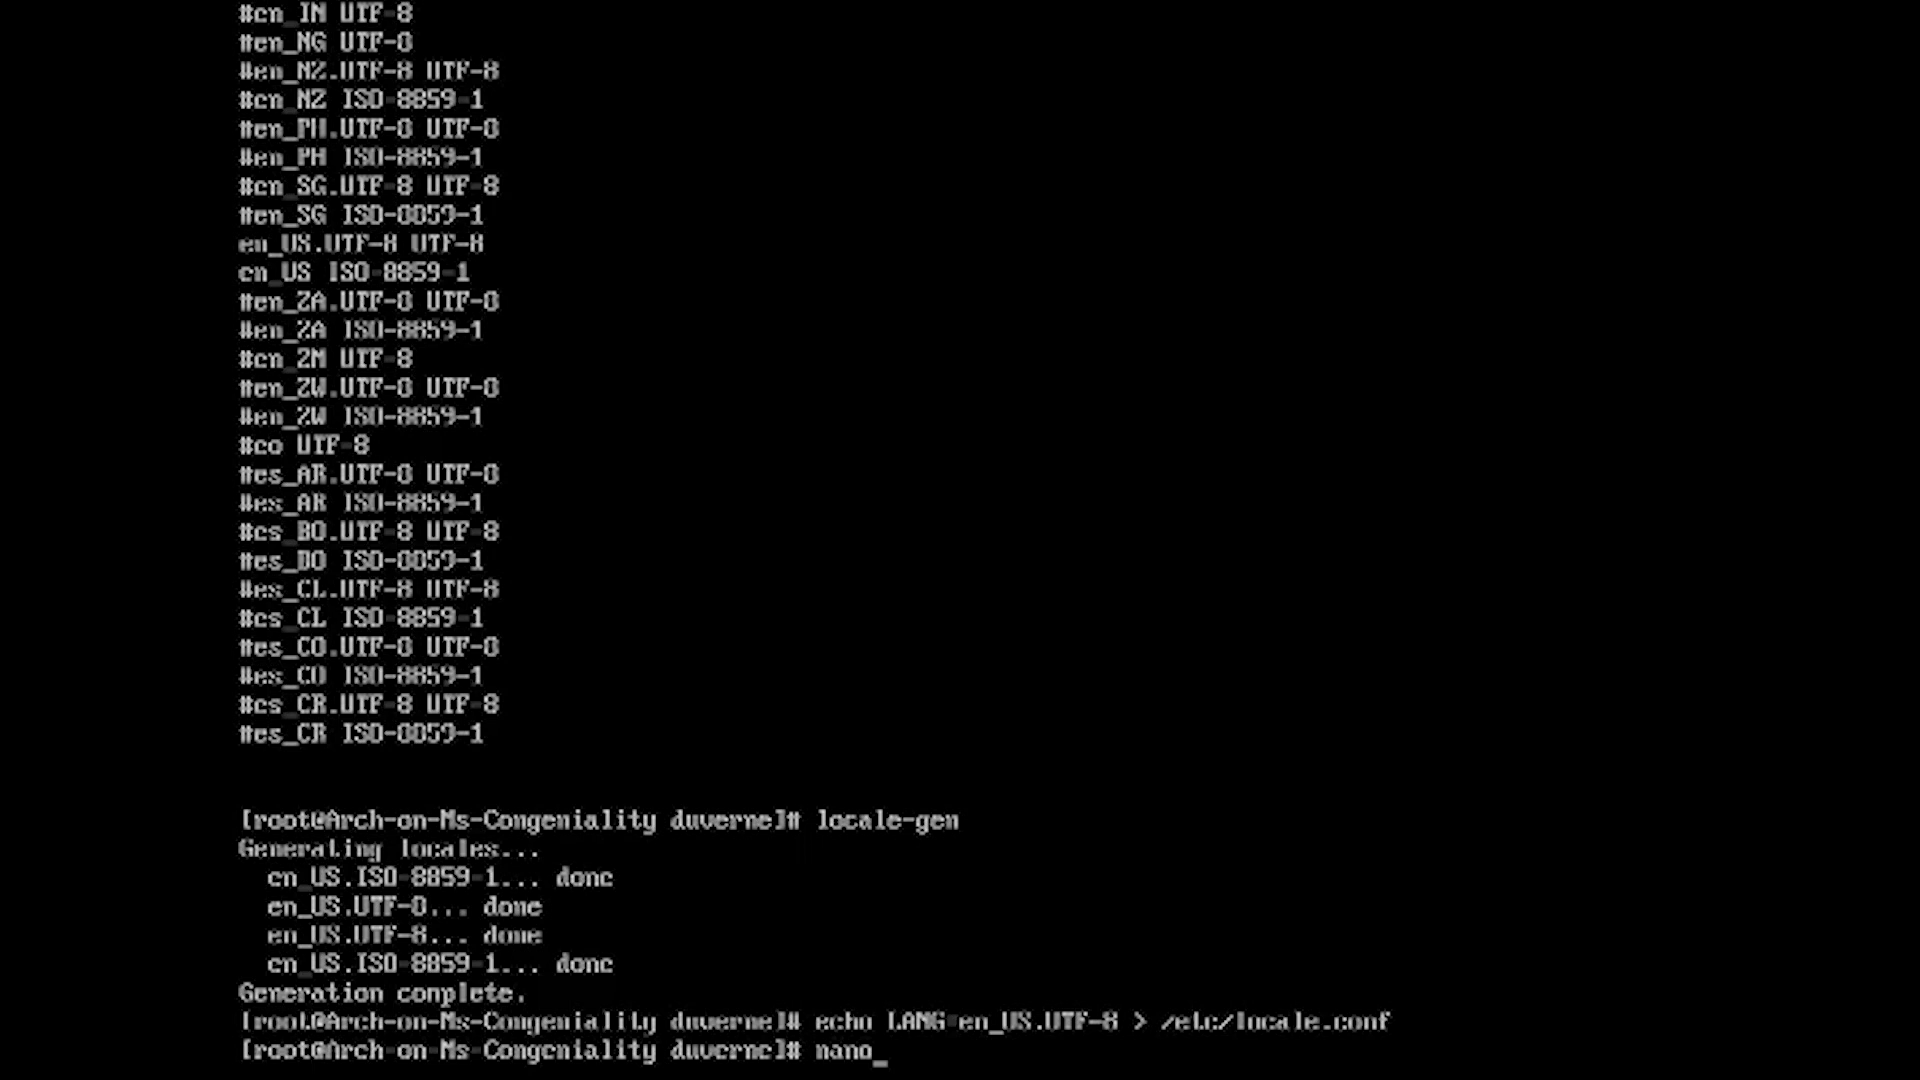 #en_IN UTF-8
#en_NG UTF-8
#en_NZ.UTF-8 UTF-8
#en_NZ ISO-8859-1
#en_PH.UTF-8 UTF-8
#en_PH ISO-8859-1
#en_SG.UTF-8 UTF-8
#en_SG ISO-8859-1
en_US.UTF-8 UTF-8
en_US ISO-8859-1
#en_ZA.UTF-8 UTF-8
#en_ZA ISO-8859-1
#en_ZM UTF-8
#en_ZW.UTF-8 UTF-8
#en_ZW ISO-8859-1
#eo UTF-8
#es_AR.UTF-8 UTF-8
#es_AR ISO-8859-1
#es_BO.UTF-8 UTF-8
#es_BO ISO-8859-1
#es_CL.UTF-8 UTF-8
#es_CL ISO-8859-1
#es_CO.UTF-8 UTF-8
#es_CO ISO-8859-1
#es_CR.UTF-8 UTF-8
#es_CR ISO-8859-1
[root@Arch-on-Ms-Congeniality duverne]# locale-gen
Generating locales...
en_US.ISO-8859-1... done
en_US.UTF-8... done
en_US.UTF-8... done
en_US.ISO-8859-1... done
Generation complete.
[root@Arch-on-Ms-Congeniality duverne]# echo LANG=en_US.UTF-8 > /etc/locale.conf
[root@Arch-on-Ms-Congeniality duverne]# nano_